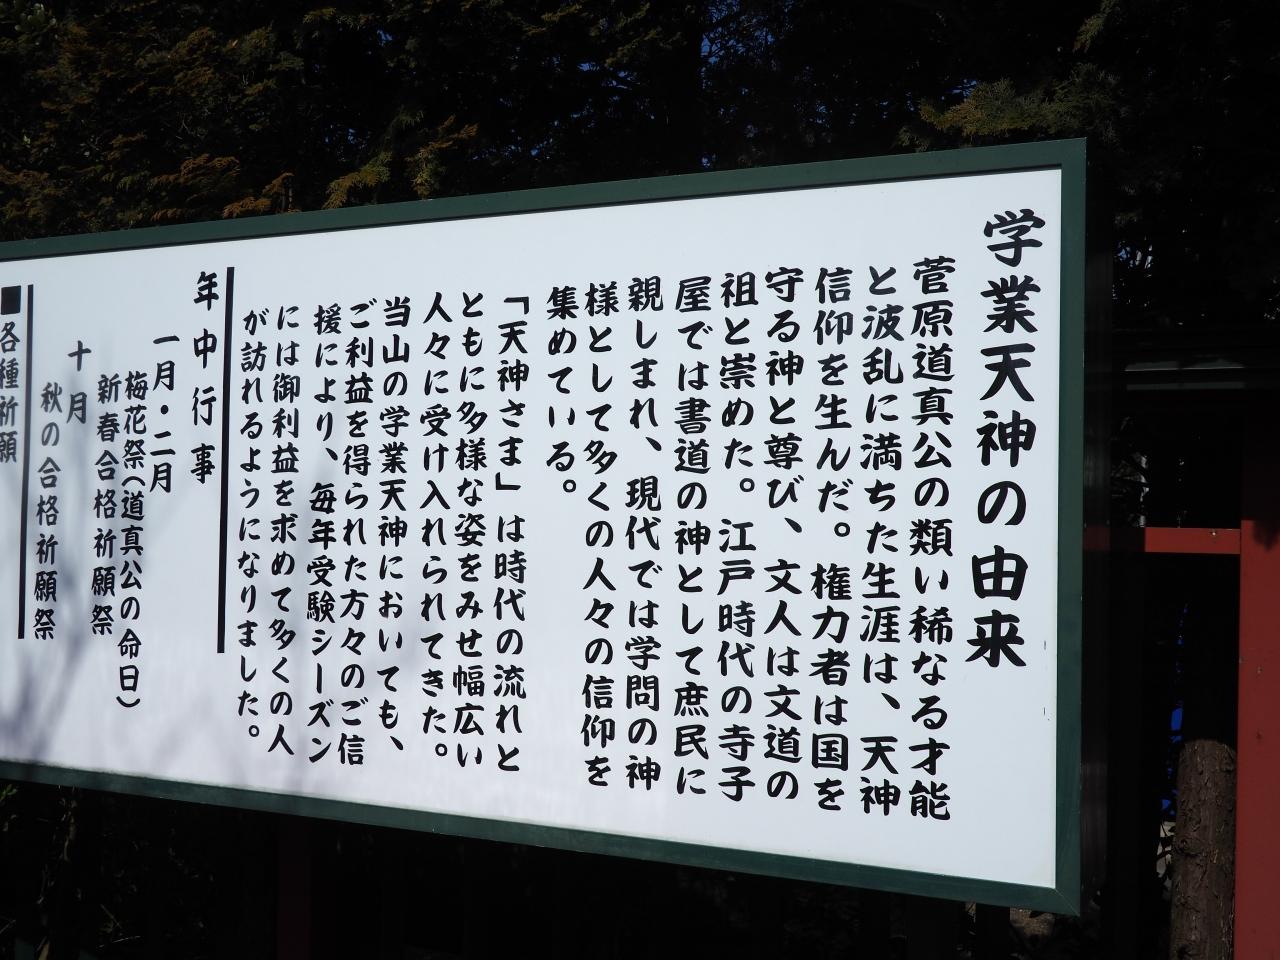 学業天神の由来
菅原道真公の類い稀なる才能
と波乱に満ちた生涯は、天神
信仰を生んだ。権力者は国を
守る神と尊び、文人は文道の
祖と崇めた。江戸時代の寺子
屋では書道の神として庶民に
親しまれ、現代では学問の神
様として多くの人々の信仰を
集めている。
「天神さま」は時代の流れと
ともに多様な姿をみせ幅広い
人々に受け入れられてきた。
当山の学業天神においても、
ご利益を得られた方々のご信
援により、毎年受験シーズン
には御利益を求めて多くの人
が訪れるようになりました。
年中行事
一月・二月
梅花祭（道真公の命日）
新春合格祈願祭
十月
秋の合格祈願祭
■各種祈願